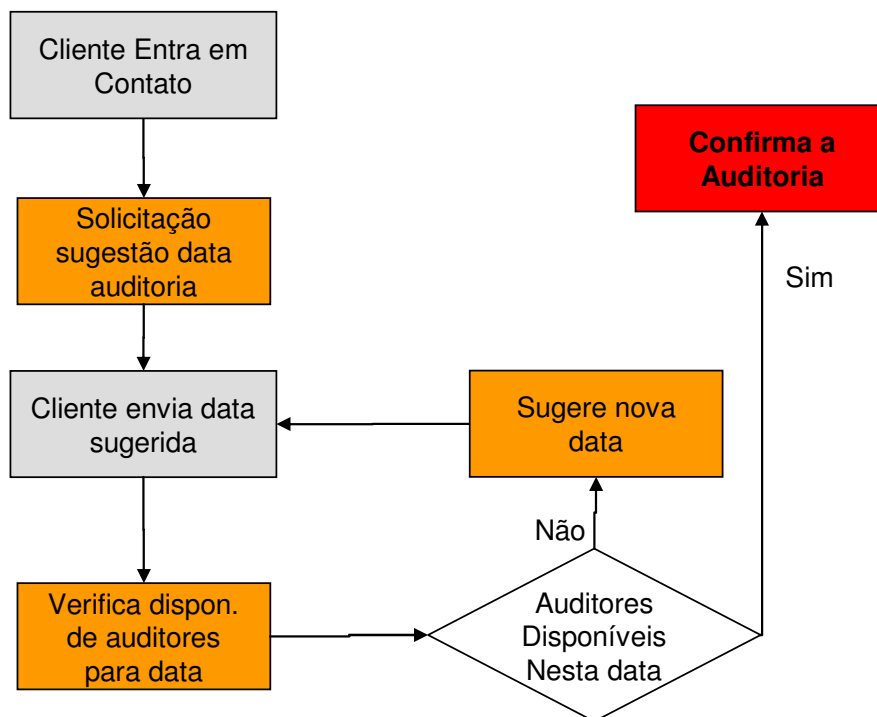 Cliente Entra em
Contato
Confirma a
Auditoria
Solicitação
sugestão data
auditoria
Sim
Cliente envia data
sugerida
Sugere nova
data
Não
Verifica dispon.
de auditores
para data
Auditores
Disponíveis
Nesta data